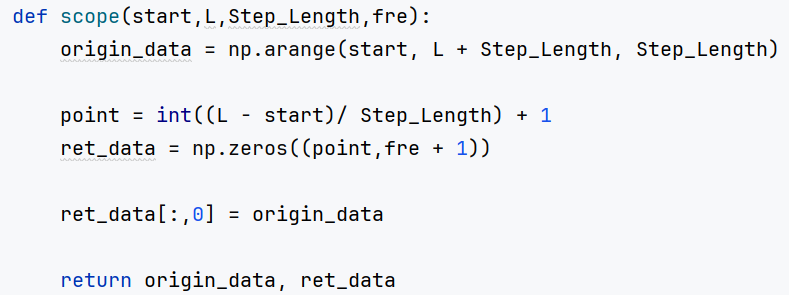 def scope(start,L,Step_Length,fre):
    origin_data = np.arange(start, L + Step_Length, Step_Length)
    point = int((L - start)/ Step_Length) + 1
    ret_data = np.zeros((point,fre + 1))
    ret_data[:,0] = origin_data
    return origin_data, ret_data